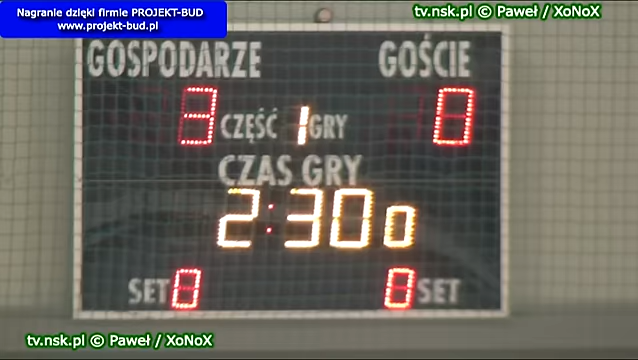 Nagranie dzięki firmie PROJEKT-BUD
www.projekt-bud.pl
tv.nsk.pl © Paweł / XoNoX
GOSPODARZE GOŚCIE
3 CZĘŚĆ 1 GRY 0
CZAS GRY
2:30 0
SET 0 0 SET
tv.nsk.pl © Paweł / XoNoX